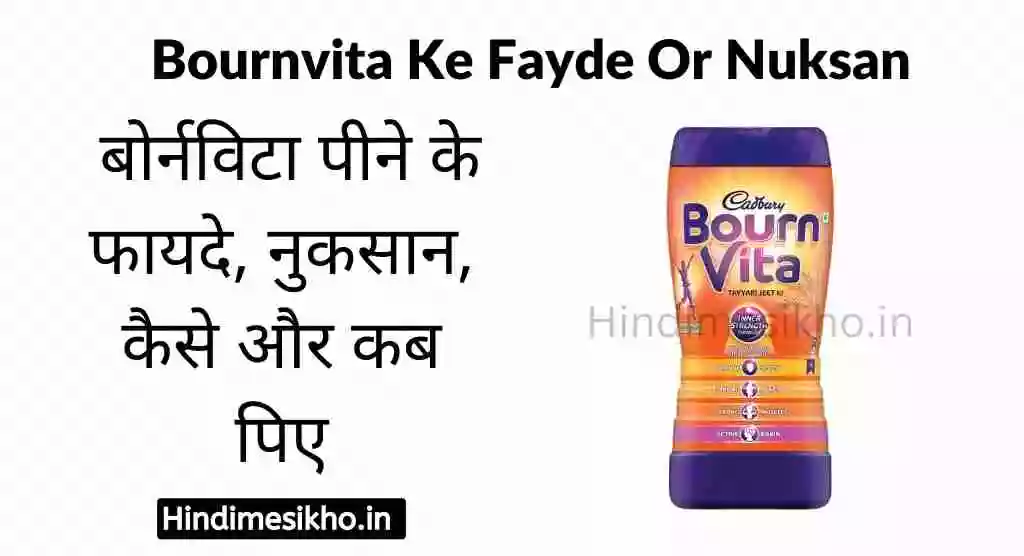 Bournvita Ke Fayde Or Nuksan
बोर्नविटा पीने के
फायदे, नुकसान,
कैसे और कब
पिए
Hindimesikho.in
Cadbury
Bourn
Vita
TAYYARI JEET KI
INNER
STRENGTH
Hindimesikho.in